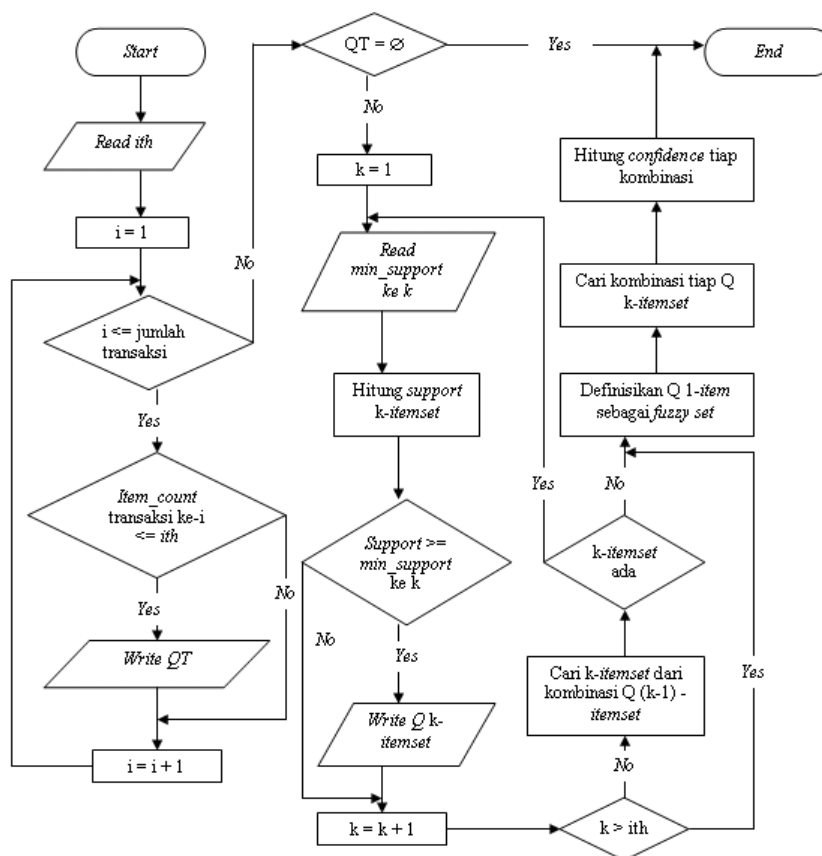 Start
Read ith
i = 1
i <= jumlah
transaksi
Yes
Item_count
transaksi ke-i
<= ith
Yes
No
Write QT
i = i + 1
No
QT = ∅
Yes
No
k = 1
Read
min_support
ke k
Hitung support
k-itemset
Support >=
min_support
ke k
No
Yes
Write Q k-
itemset
k = k + 1
k > ith
No
Yes
Cari k-itemset dari
kombinasi Q (k-1) -
itemset
k-itemset
ada
Yes
No
Definisikan Q 1-item
sebagai fuzzy set
Cari kombinasi tiap Q
k-itemset
Hitung confidence tiap
kombinasi
End